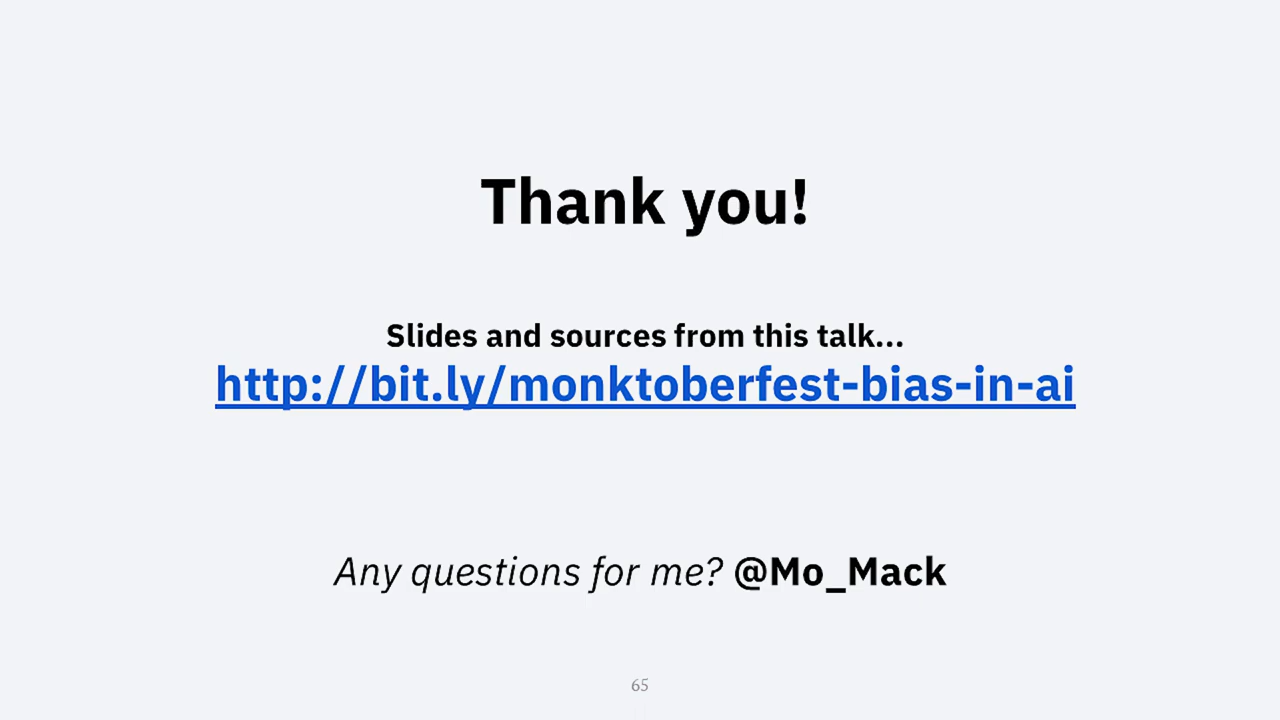 Thank you!
Slides and sources from this talk...
http://bit.ly/monktoberfest-bias-in-ai
Any questions for me? @Mo_Mack
65